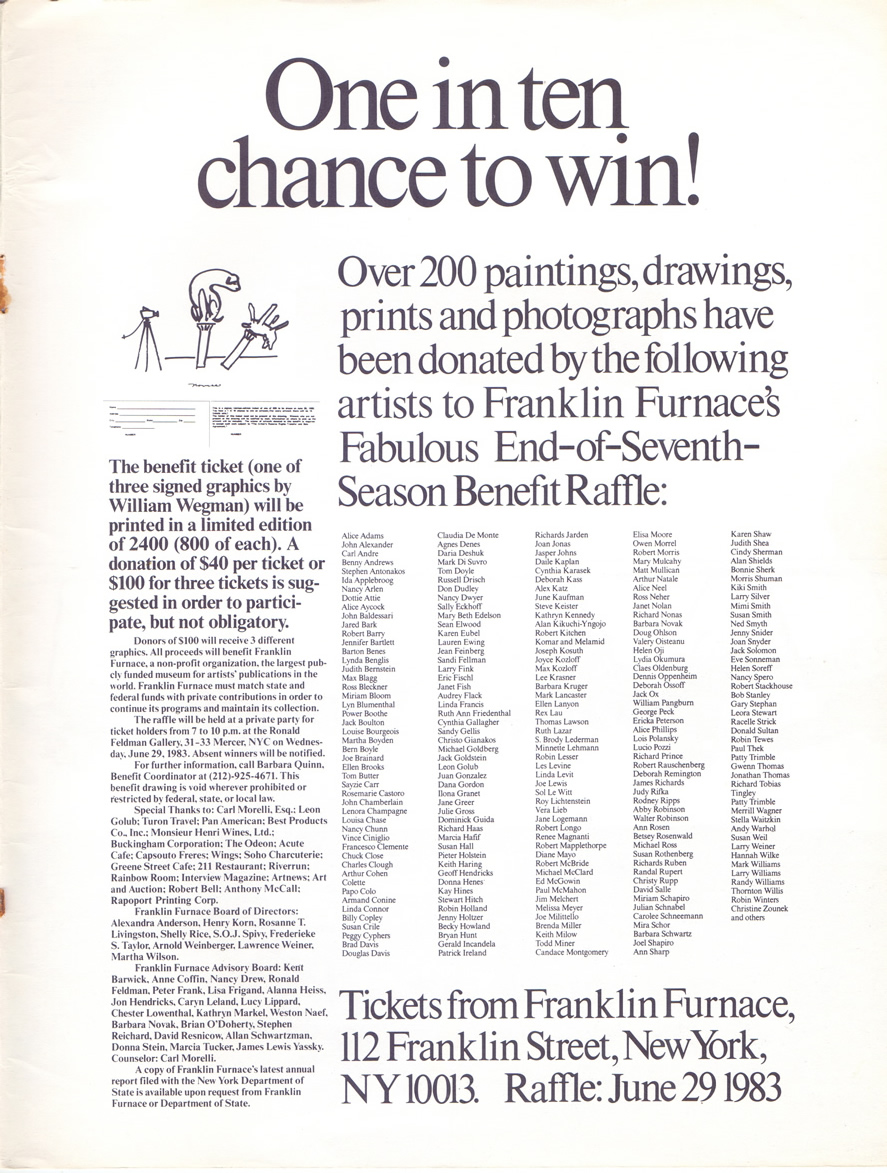 One in ten
chance to win!
The benefit ticket (one of
three signed graphics by
William Wegman) will be
printed in a limited edition
of 2400 (800 of each). A
donation of $40 per ticket or
$100 for three tickets is sug-
gested in order to partici-
pate, but not obligatory.
Donors of $100 will receive 3 different
graphics. All proceeds will benefit Franklin
Furnace, a non-profit organization, the largest pub-
cly funded museum for artists' publications in the
world. Franklin Furnace must match state and
federal funds with private contributions in order to
continue its programs and maintain its collection.
The raffle will be held at a private party for
ticket holders from 7 to 10 p.m. at the Ronald
Feldman Gallery, 31-33 Mercer, NYC on Wednes-
day, June 29, 1983. Absent winners will be notified.
For further information, call Barbara Quinn,
Benefit Coordinator at (212)-925-4671. This
benefit drawing is void wherever prohibited or
restricted by federal, state, or local law.
Special Thanks to: Carl Morelli, Esq.; Leon
Golub; Turon Travel; Pan American; Best Products
Co., Inc.; Monsieur Henri Wines, Ltd.;
Buckingham Corporation; The Odeon; Acute
Cafe; Capsouto Freres; Wings; Soho Charcuterie;
Greene Street Cafe; 211 Restaurant; Riverrun;
Rainbow Room; Interview Magazine; Artnews; Art
and Auction; Robert Bell; Anthony McCall;
Rapoport Printing Corp.
Franklin Furnace Board of Directors:
Alexandra Anderson, Henry Korn, Rosanne T.
Livingston, Shelly Rice, S.O.J. Spivy, Frederieke
S. Taylor, Arnold Weinberger, Lawrence Weiner,
Martha Wilson.
Franklin Furnace Advisory Board: Kent
Barwick, Anne Coffin, Nancy Drew, Ronald
Feldman, Peter Frank, Lisa Frigand, Alanna Heiss,
Jon Hendricks, Caryn Leland, Lucy Lippard,
Chester Lowenthal, Kathryn Markel, Weston Naef,
Barbara Novak, Brian O'Doherty, Stephen
Reichard, David Resnicow, Allan Schwartzman,
Donna Stein, Marcia Tucker, James Lewis Yassky.
Counselor: Carl Morelli.
A copy of Franklin Furnace's latest annual
report filed with the New York Department of
State is available upon request from Franklin
Furnace or Department of State.
Over 200 paintings, drawings,
prints and photographs have
been donated by the following
artists to Franklin Furnace's
Fabulous End-of-Seventh-
Season Benefit Raffle:
Alice Adams
John Alexander
Carl Andre
Benny Andrews
Stephen Antonakos
Ida Applebroog
Nancy Arlen
Dottie Attie
Alice Aycock
John Baldessari
Jared Bark
Robert Barry
Jennifer Bartlett
Barton Benes
Lynda Benglis
Judith Bernstein
Max Blagg
Ross Bleckner
Miriam Bloom
Lyn Blumenthal
Power Boothe
Jack Boulton
Louise Bourgeois
Martha Boyden
Bern Boyle
Joe Brainard
Ellen Brooks
Tom Butter
Sayzie Carr
Rosemarie Castoro
John Chamberlain
Lenora Champagne
Louisa Chase
Nancy Chunn
Vince Ciniglio
Francesco Clemente
Chuck Close
Charles Clough
Arthur Cohen
Colette
Papo Colo
Armand Conine
Linda Connor
Billy Copley
Susan Crile
Peggy Cyphers
Brad Davis
Douglas Davis
Claudia De Monte
Agnes Denes
Daria Deshuk
Mark Di Suvro
Tom Doyle
Russell Drisch
Don Dudley
Nancy Dwyer
Sally Eckhoff
Mary Beth Edelson
Sean Elwood
Karen Eubel
Lauren Ewing
Jean Feinberg
Sandi Fellman
Larry Fink
Eric Fischl
Janet Fish
Audrey Flack
Linda Francis
Ruth Ann Friedenthal
Cynthia Gallagher
Sandy Gellis
Christo Gianakos
Michael Goldberg
Jack Goldstein
Leon Golub
Juan Gonzalez
Dana Gordon
Ilona Granet
Jane Greer
Julie Gross
Dominick Guida
Richard Haas
Marcia Hafif
Susan Hall
Pieter Holstein
Keith Haring
Geoff Hendricks
Donna Henes
Kay Hines
Stewart Hitch
Robin Holland
Jenny Holtzer
Becky Howland
Bryan Hunt
Gerald Incandela
Patrick Ireland
Richards Jarden
Joan Jonas
Jasper Johns
Daile Kaplan
Cynthia Karasek
Deborah Kass
Alex Katz
June Kaufman
Steve Keister
Kathryn Kennedy
Alan Kikuchi-Yngojo
Robert Kitchen
Komar and Melamid
Joseph Kosuth
Joyce Kozloff
Max Kozloff
Lee Krasner
Barbara Kruger
Mark Lancaster
Ellen Lanyon
Rex Lau
Thomas Lawson
Ruth Lazar
S. Brody Lederman
Minnette Lehmann
Robin Lesser
Les Levine
Linda Levit
Joe Lewis
Sol Le Witt
Roy Lichtenstein
Vera Lieb
Jane Logemann
Robert Longo
Renee Magnanti
Robert Mapplethorpe
Diane Mayo
Robert McBride
Michael McClard
Ed McGowin
Paul McMahon
Jim Melchert
Melissa Meyer
Joe Militello
Brenda Miller
Keith Milow
Todd Miner
Candace Montgomery
Elisa Moore
Owen Morrel
Robert Morris
Mary Mulcahy
Matt Mullican
Arthur Natale
Alice Neel
Ross Neher
Janet Nolan
Richard Nonas
Barbara Novak
Doug Ohlson
Valery Oisteanu
Helen Oji
Lydia Okumura
Claes Oldenburg
Dennis Oppenheim
Deborah Ossoff
Jack Ox
William Pangburn
George Peck
Ericka Peterson
Alice Phillips
Lois Polansky
Lucio Pozzi
Richard Prince
Robert Rauschenberg
Deborah Remington
James Richards
Judy Rifka
Rodney Ripps
Abby Robinson
Walter Robinson
Ann Rosen
Betsey Rosenwald
Michael Ross
Susan Rothenberg
Richards Ruben
Randal Rupert
Christy Rupp
David Salle
Miriam Schapiro
Julian Schnabel
Carolee Schneemann
Mira Schor
Barbara Schwartz
Joel Shapiro
Ann Sharp
Karen Shaw
Judith Shea
Cindy Sherman
Alan Shields
Bonnie Sherk
Morris Shuman
Kiki Smith
Larry Silver
Mimi Smith
Susan Smith
Ned Smyth
Jenny Snider
Joan Snyder
Jack Solomon
Eve Sonneman
Helen Soreff
Nancy Spero
Robert Stackhouse
Bob Stanley
Gary Stephan
Leora Stewart
Racelle Strick
Donald Sultan
Robin Tewes
Paul Thek
Patty Trimble
Gwenn Thomas
Jonathan Thomas
Richard Tobias
Tingley
Patty Trimble
Merrill Wagner
Stella Waitzkin
Andy Warhol
Susan Weil
Larry Weiner
Hannah Wilke
Mark Williams
Larry Williams
Randy Williams
Thornton Willis
Robin Winters
Christine Zounek
and others
Tickets from Franklin Furnace,
112 Franklin Street, New York,
NY 10013. Raffle: June 29 1983